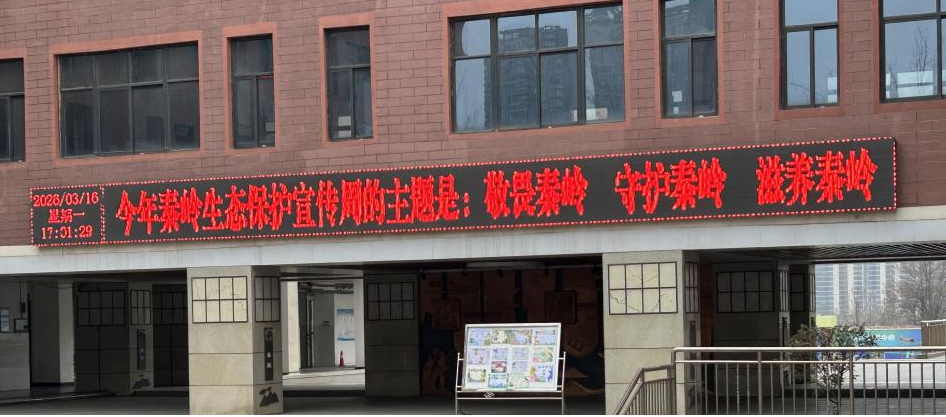 2026/03/16
星期一
17:01:29
今年秦岭生态保护宣传周的主题是：敬畏秦岭 守护秦岭 滋养秦岭